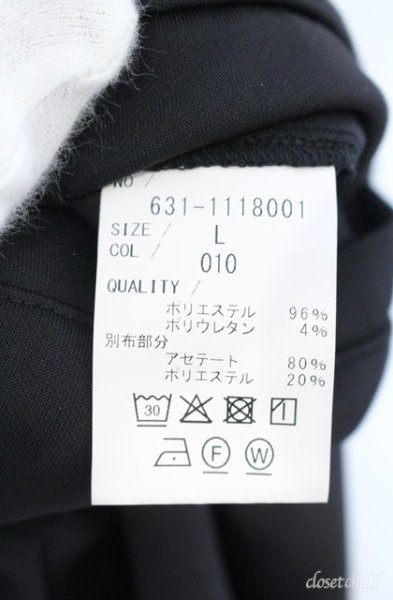 NO /
631-1118001
SIZE / L
COL / 010
QUALITY /
ポリエステル 96%
ポリウレタン 4%
別布部分
アセテート 80%
ポリエステル 20%
30
F W
closet child